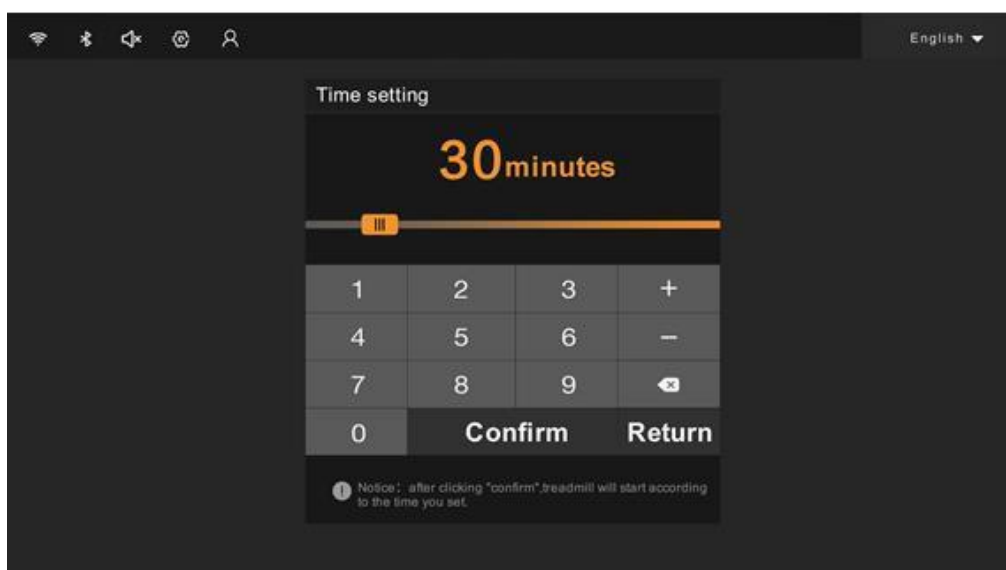 English
Time setting
30minutes
1 2 3 +
4 5 6 −
7 8 9
0 Confirm Return
Notice： after clicking "confirm",treadmill will start according
to the time you set.